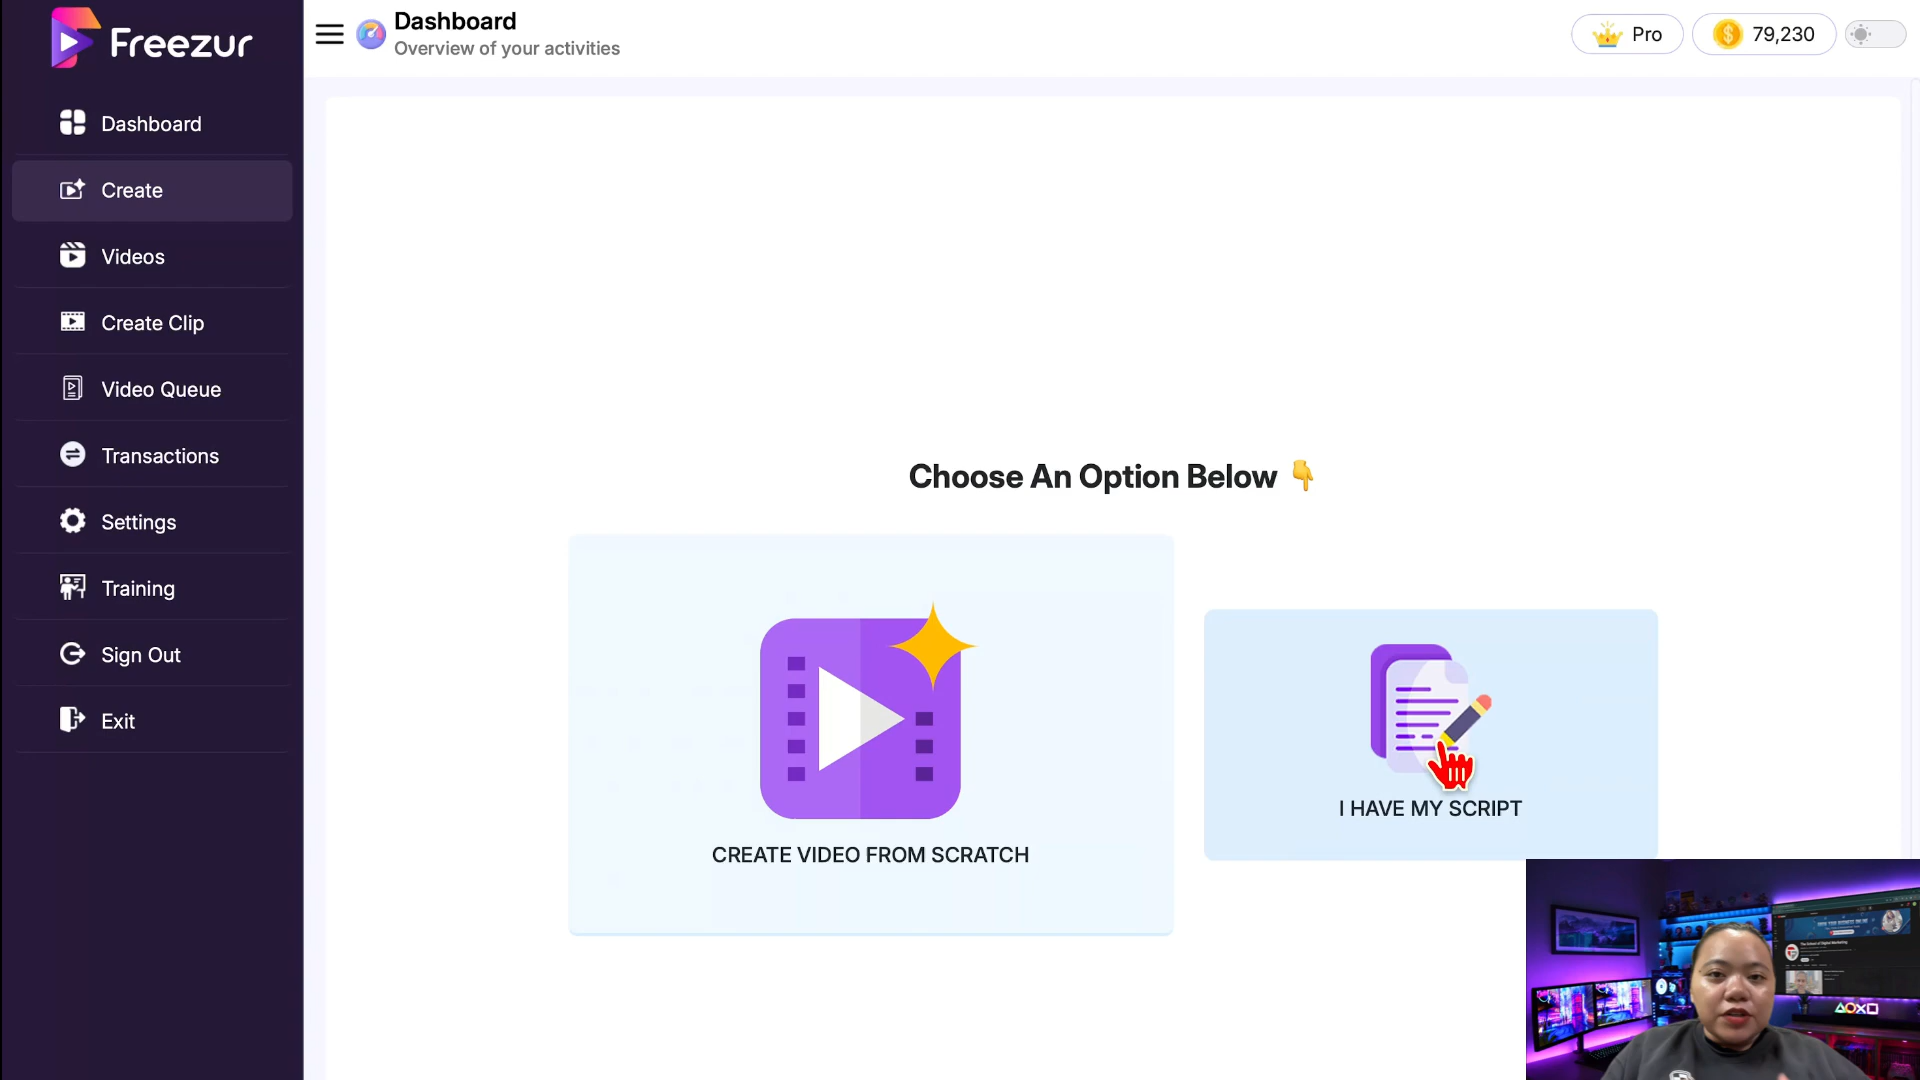 Freezur
Dashboard
Overview of your activities
Pro
79,230
Dashboard
Create
Videos
Create Clip
Video Queue
Transactions
Settings
Training
Sign Out
Exit
Choose An Option Below 👇
CREATE VIDEO FROM SCRATCH
I HAVE MY SCRIPT